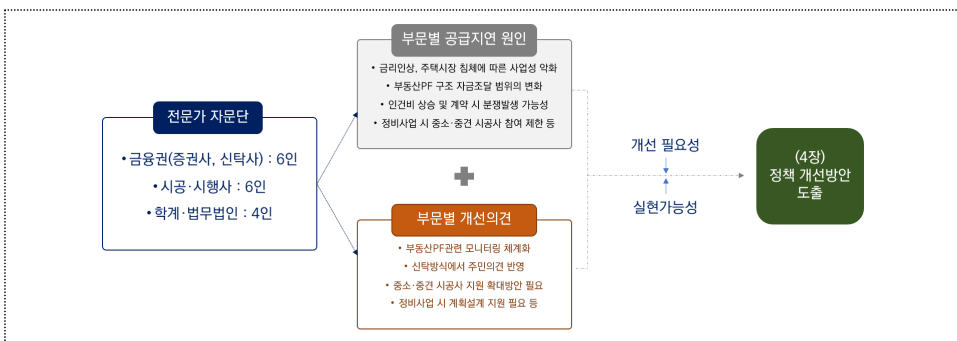 전문가 자문단
•금융권(증권사, 신탁사) : 6인
•시공·시행사 : 6인
•학계·법무법인 : 4인
부문별 공급지연 원인
• 금리인상, 주택시장 침체에 따른 사업성 악화
• 부동산PF 구조 자금조달 범위의 변화
• 인건비 상승 및 계약 시 분쟁발생 가능성
• 정비사업 시 중소·중견 시공사 참여 제한 등
부문별 개선의견
• 부동산PF관련 모니터링 체계화
• 신탁방식에서 주민의견 반영
• 중소·중견 시공사 지원 확대방안 필요
• 정비사업 시 계획설계 지원 필요 등
개선 필요성
실현가능성
(4장)
정책 개선방안
도출